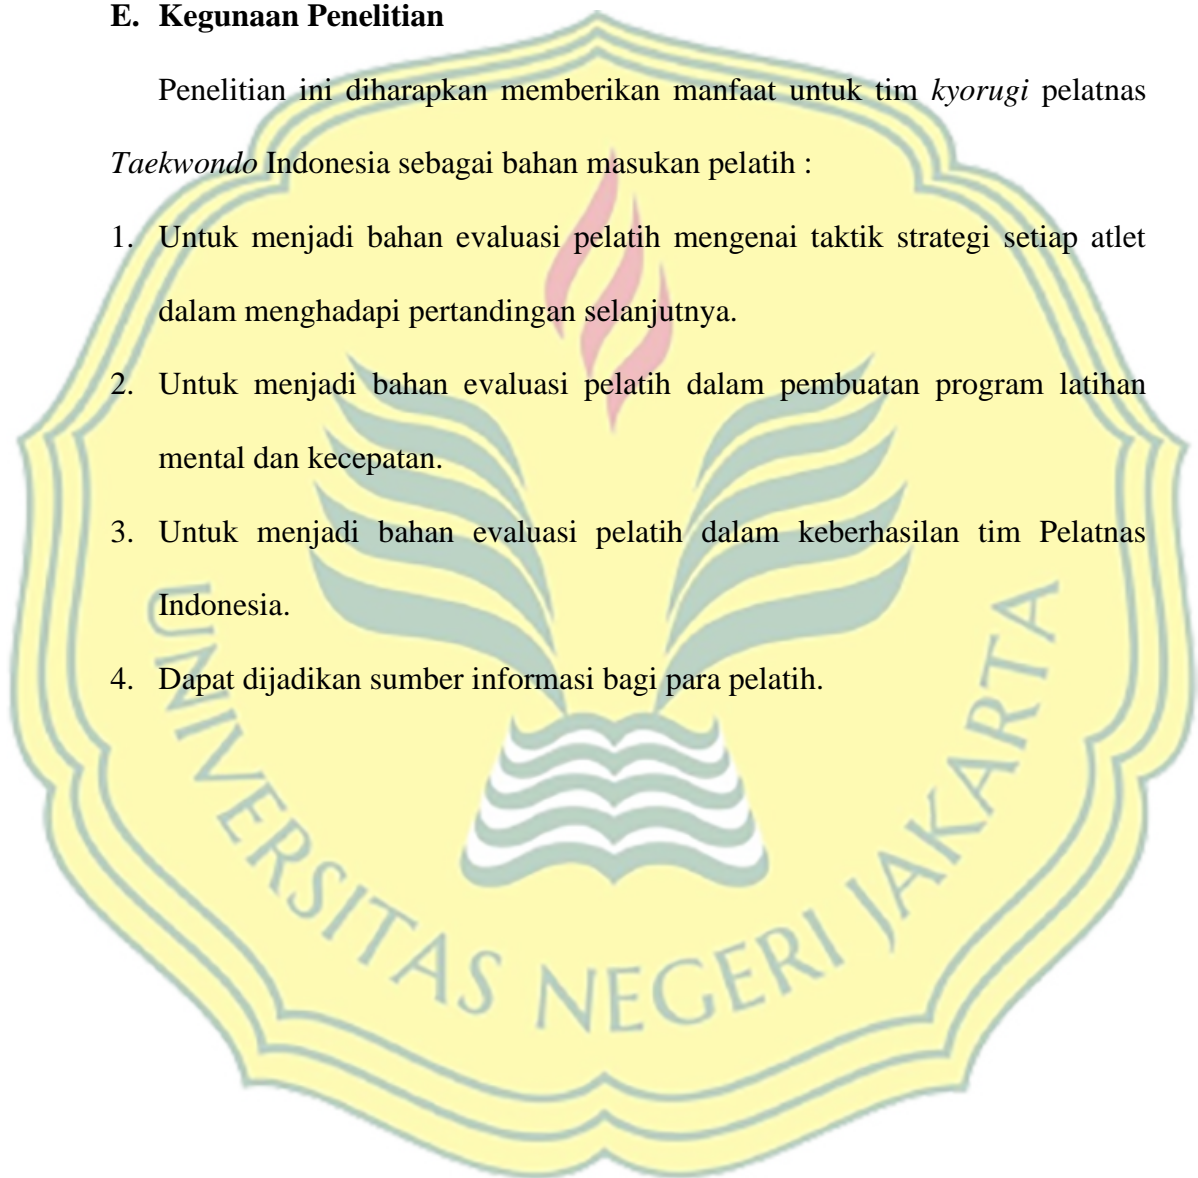 E. Kegunaan Penelitian
Penelitian ini diharapkan memberikan manfaat untuk tim kyorugi pelatnas
Taekwondo Indonesia sebagai bahan masukan pelatih :
1. Untuk menjadi bahan evaluasi pelatih mengenai taktik strategi setiap atlet
dalam menghadapi pertandingan selanjutnya.
2. Untuk menjadi bahan evaluasi pelatih dalam pembuatan program latihan
mental dan kecepatan.
3. Untuk menjadi bahan evaluasi pelatih dalam keberhasilan tim Pelatnas
Indonesia.
4. Dapat dijadikan sumber informasi bagi para pelatih.
UNIVERSITAS NEGERI JAKARTA